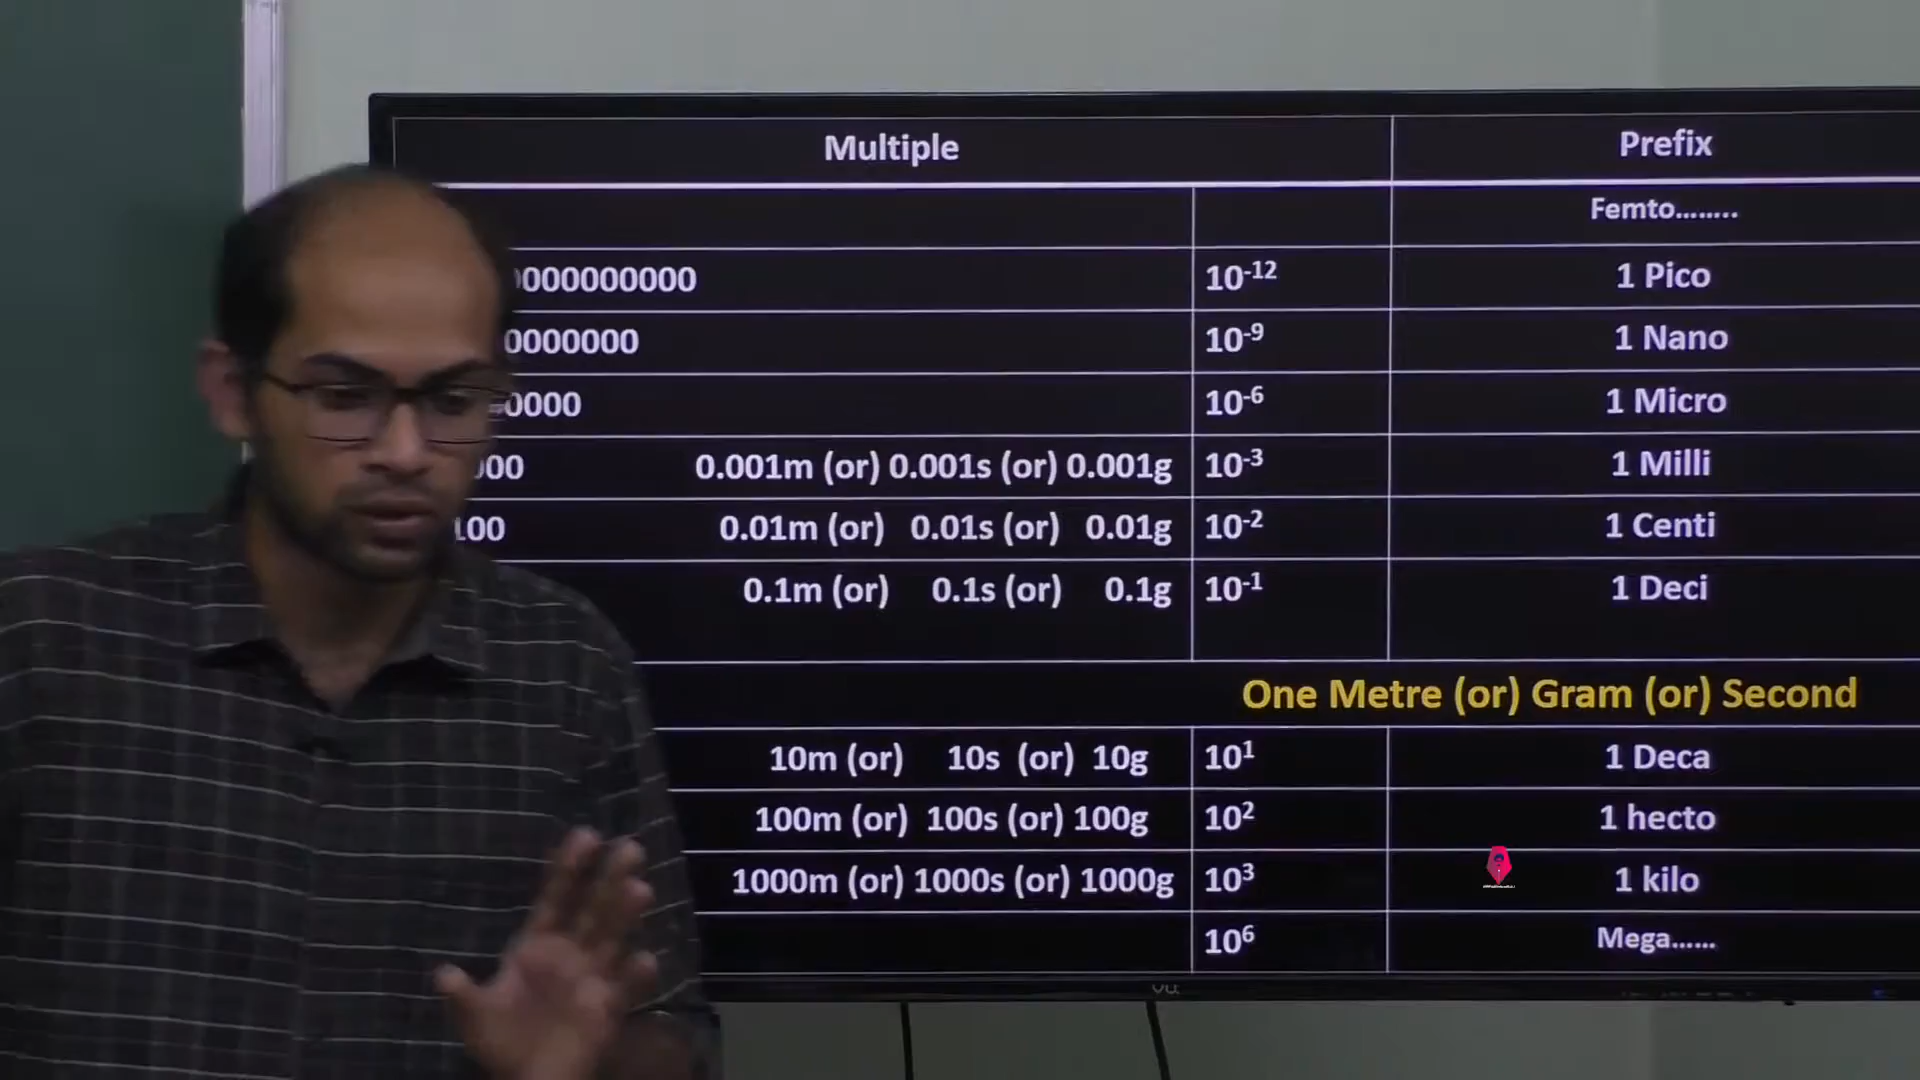 Multiple Prefix
Femto........
0000000000 10-12 1 Pico
0000000 10-9 1 Nano
0000 10-6 1 Micro
000 0.001m (or) 0.001s (or) 0.001g 10-3 1 Milli
100 0.01m (or) 0.01s (or) 0.01g 10-2 1 Centi
0.1m (or) 0.1s (or) 0.1g 10-1 1 Deci
One Metre (or) Gram (or) Second
10m (or) 10s (or) 10g 101 1 Deca
100m (or) 100s (or) 100g 102 1 hecto
1000m (or) 1000s (or) 1000g 103 1 kilo
106 Mega......